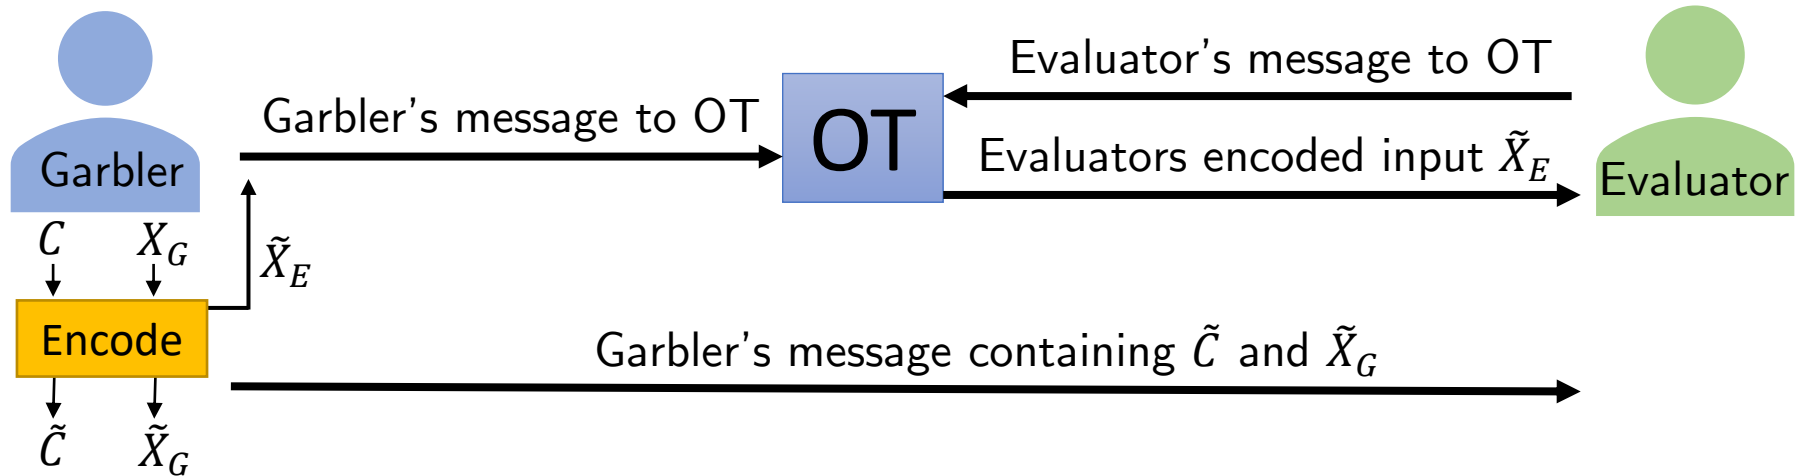 Evaluator's message to OT
Garbler's message to OT
OT
Garbler
Evaluators encoded input X̃_E
Evaluator
C X_G
X̃_E
Encode
Garbler's message containing C̃ and X̃_G
C̃ X̃_G